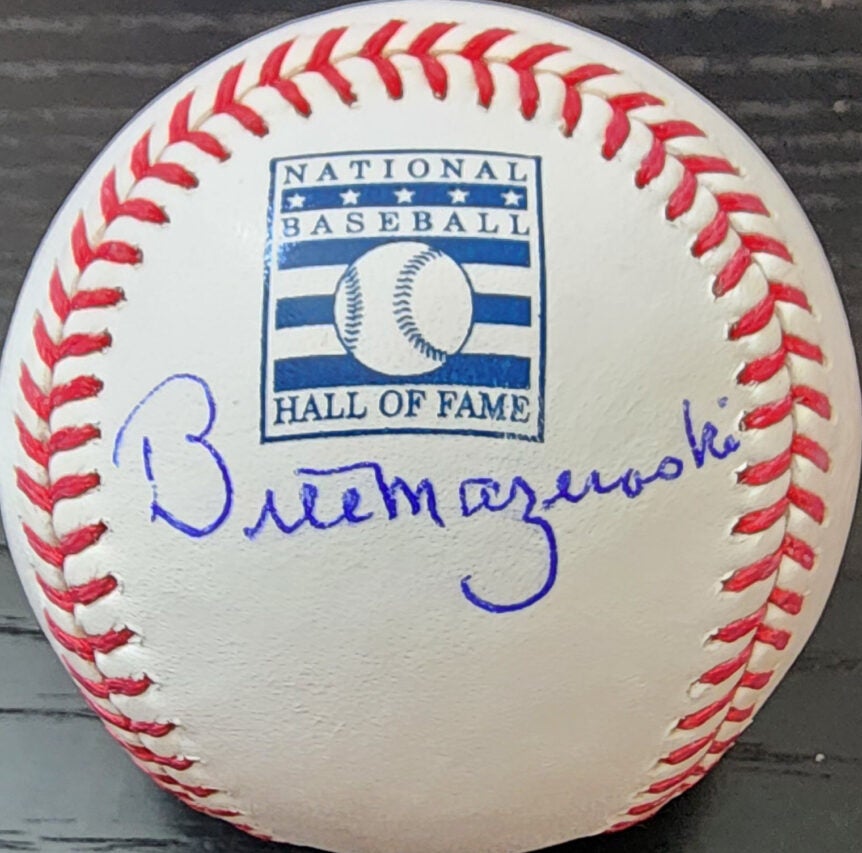 NATIONAL
BASEBALL
HALL OF FAME
Bill Mazeroski